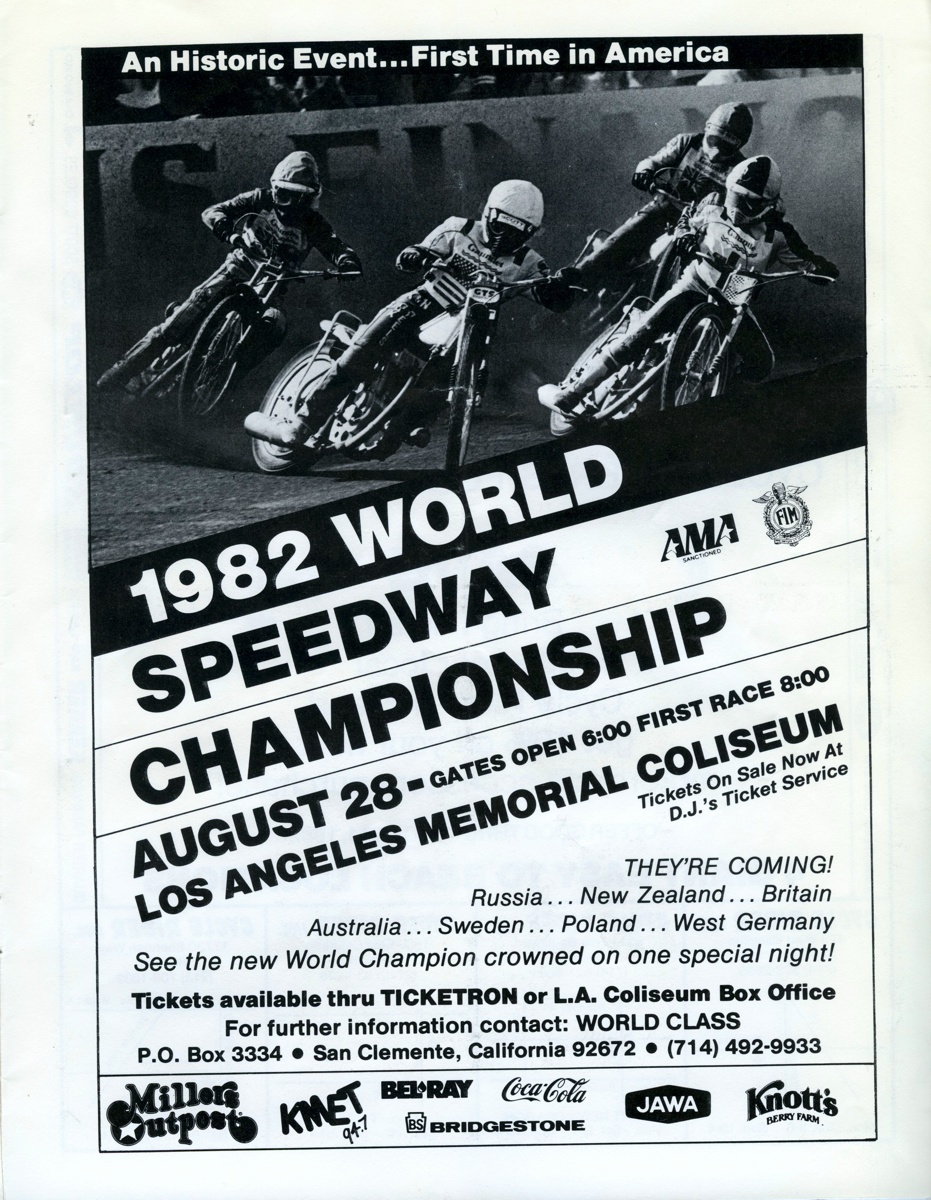 An Historic Event...First Time in America
IS FIN
GTS
1982 WORLD
SPEEDWAY
AMA
SANCTIONED
FIM
CHAMPIONSHIP
AUGUST 28 - GATES OPEN 6:00 FIRST RACE 8:00
LOS ANGELES MEMORIAL COLISEUM
Tickets On Sale Now At
D.J.'s Ticket Service
THEY'RE COMING!
Russia... New Zealand... Britain
Australia... Sweden... Poland... West Germany
See the new World Champion crowned on one special night!
Tickets available thru TICKETRON or L.A. Coliseum Box Office
For further information contact: WORLD CLASS
P.O. Box 3334 • San Clemente, California 92672 • (714) 492-9933
Millers Outpost
KMET 94.7
BEL-RAY
BS BRIDGESTONE
Coca-Cola
JAWA
Knott's
BERRY FARM